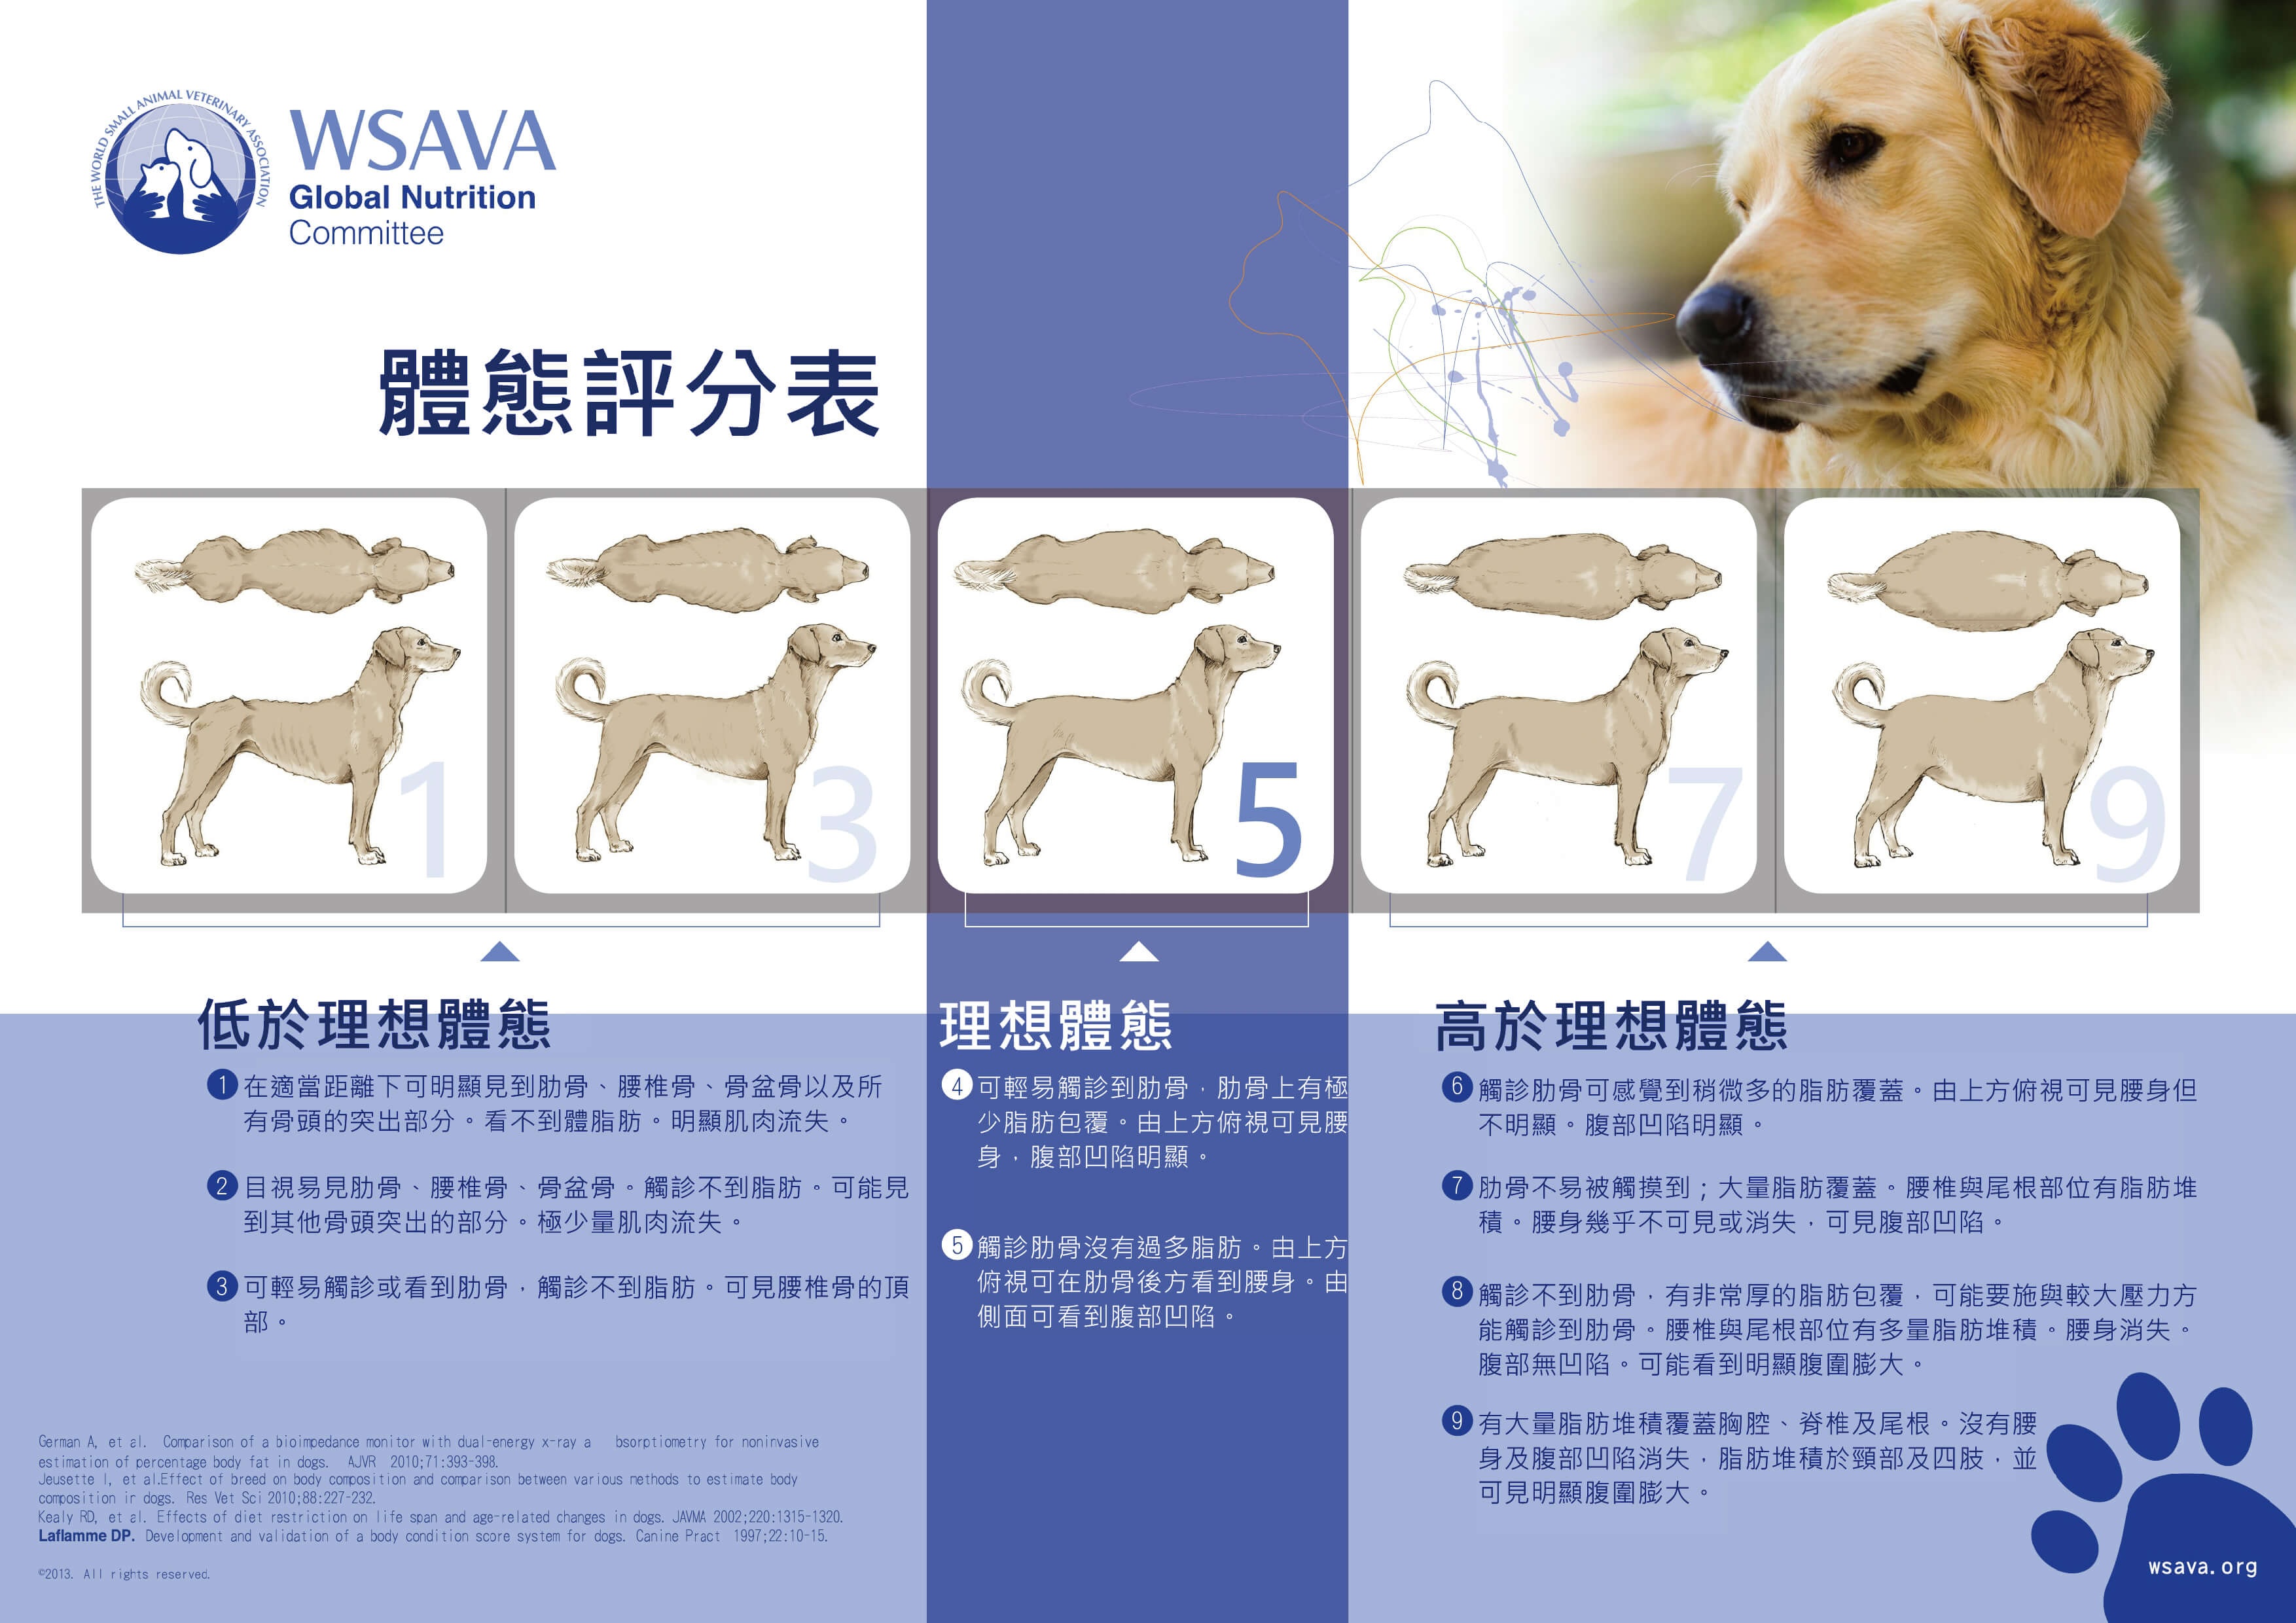 THE WORLD SMALL ANIMAL VETERINARY ASSOCIATION
WSAVA
Global Nutrition
Committee
體態評分表
1
3
5
7
9
低於理想體態
1 在適當距離下可明顯見到肋骨、腰椎骨、骨盆骨以及所
有骨頭的突出部分。看不到體脂肪。明顯肌肉流失。
2 目視易見肋骨、腰椎骨、骨盆骨。觸診不到脂肪。可能見
到其他骨頭突出的部分。極少量肌肉流失。
3 可輕易觸診或看到肋骨，觸診不到脂肪。可見腰椎骨的頂
部。
理想體態
4 可輕易觸診到肋骨，肋骨上有極
少脂肪包覆。由上方俯視可見腰
身，腹部凹陷明顯。
5 觸診肋骨沒有過多脂肪。由上方
俯視可在肋骨後方看到腰身。由
側面可看到腹部凹陷。
高於理想體態
6 觸診肋骨可感覺到稍微多的脂肪覆蓋。由上方俯視可見腰身但
不明顯。腹部凹陷明顯。
7 肋骨不易被觸摸到；大量脂肪覆蓋。腰椎與尾根部位有脂肪堆
積。腰身幾乎不可見或消失，可見腹部凹陷。
8 觸診不到肋骨，有非常厚的脂肪包覆，可能要施與較大壓力方
能觸診到肋骨。腰椎與尾根部位有多量脂肪堆積。腰身消失。
腹部無凹陷。可能看到明顯腹圍膨大。
9 有大量脂肪堆積覆蓋胸腔、脊椎及尾根。沒有腰
身及腹部凹陷消失，脂肪堆積於頸部及四肢，並
可見明顯腹圍膨大。
German A, et al. Comparison of a bioimpedance monitor with dual-energy x-ray a bsorptiometry for noninvasive
estimation of percentage body fat in dogs. AJVR 2010;71:393-398.
Jeusette I, et al.Effect of breed on body composition and comparison between various methods to estimate body
composition in dogs. Res Vet Sci 2010;88:227-232.
Kealy RD, et al. Effects of diet restriction on life span and age-related changes in dogs. JAVMA 2002;220:1315-1320.
Laflamme DP. Development and validation of a body condition score system for dogs. Canine Pract 1997;22:10-15.
©2013. All rights reserved.
wsava.org